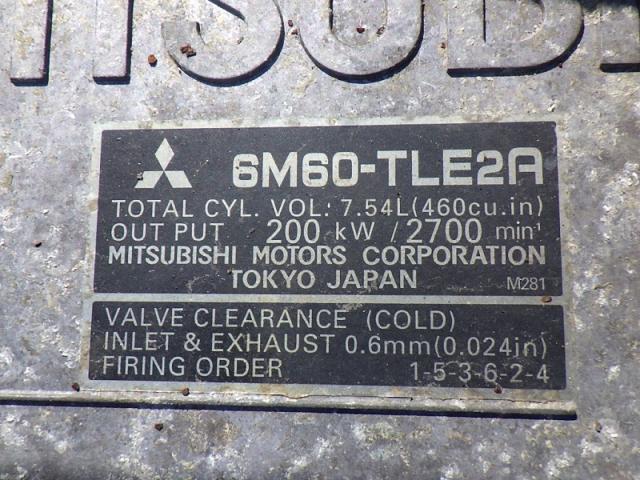 ITSUBI
6M60-TLE2A
TOTAL CYL. VOL: 7.54L(460cu.in)
OUT PUT 200 kW / 2700 min⁻¹
MITSUBISHI MOTORS CORPORATION
TOKYO JAPAN M281
VALVE CLEARANCE (COLD)
INLET & EXHAUST 0.6mm(0.024in)
FIRING ORDER 1-5-3-6-2-4